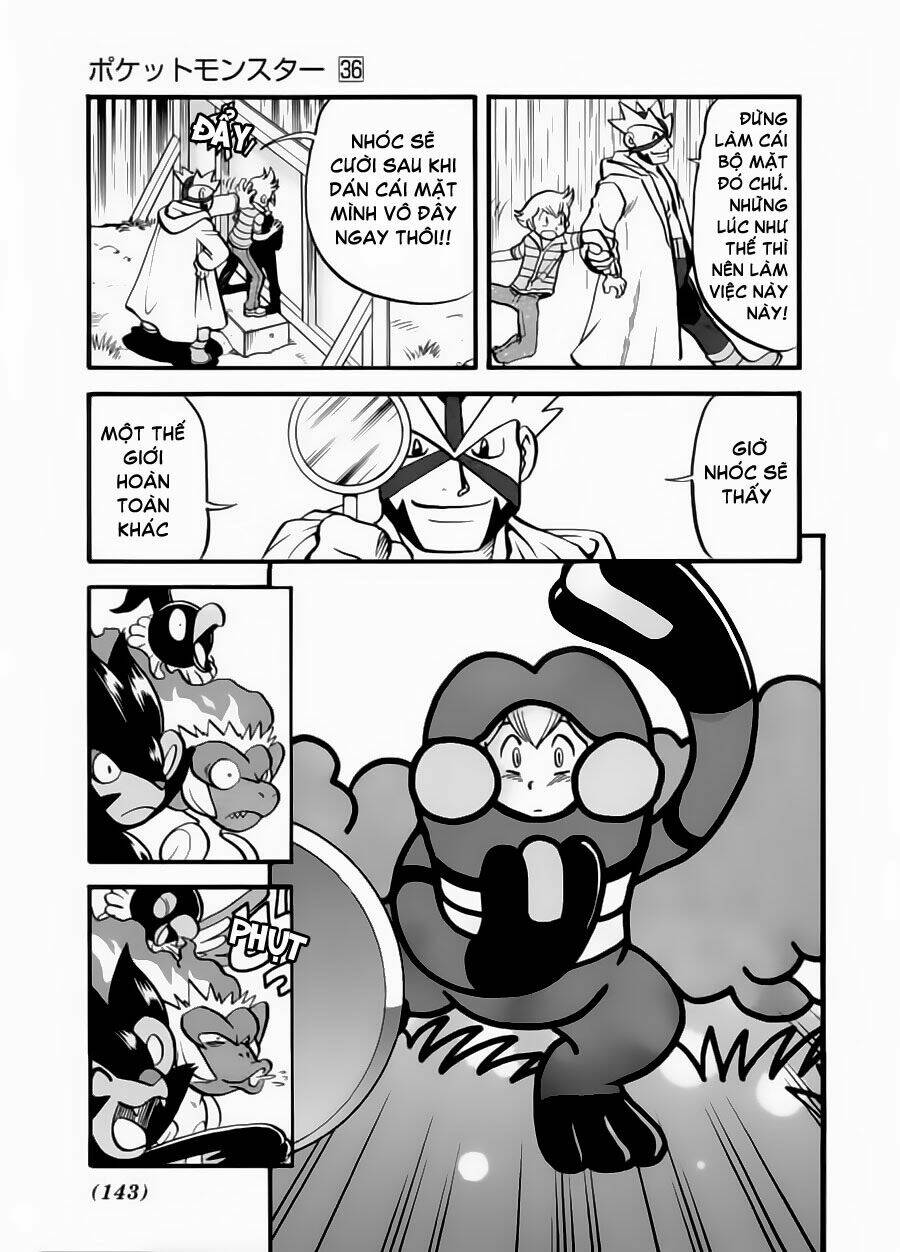 ポケットモンスター 36
ĐỪNG
LÀM CÁI
BỘ MẶT
ĐÓ CHỨ.
NHỮNG
LÚC NHƯ
THẾ THÌ
NÊN LÀM
VIỆC NÀY
NÀY!
ĐẨY
NHÓC SẼ
CƯỜI SAU KHI
DÁN CÁI MẶT
MÌNH VÔ ĐÂY
NGAY THÔI!!
GIỜ
NHÓC SẼ
THẤY
MỘT THẾ
GIỚI
HOÀN
TOÀN
KHÁC
PHỤT
(143)